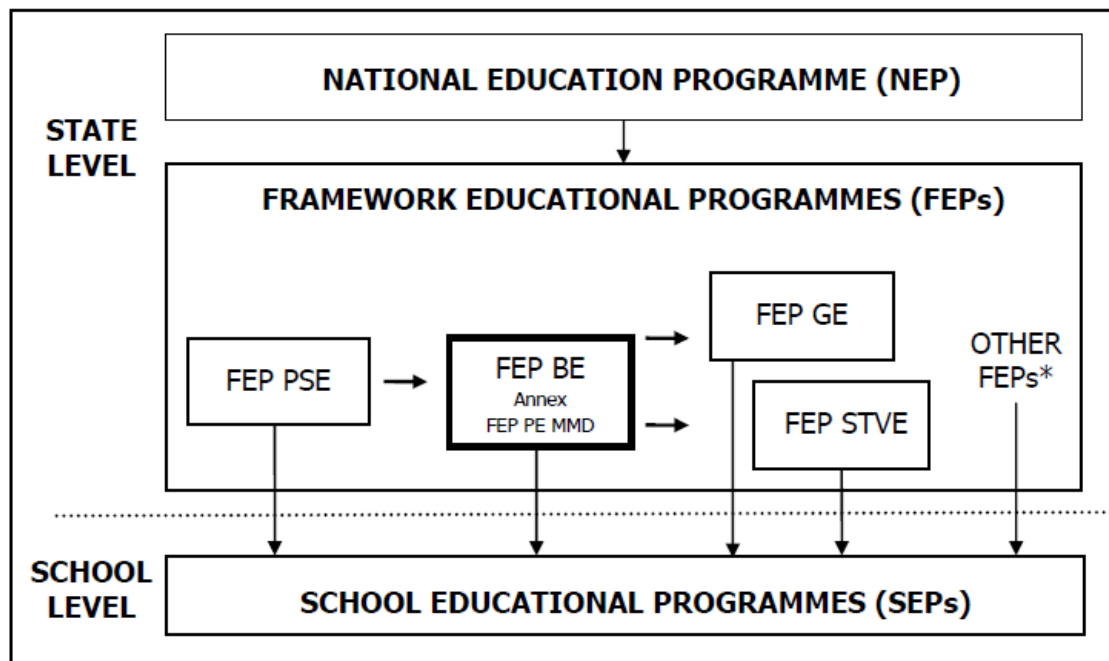 NATIONAL EDUCATION PROGRAMME (NEP)
STATE
LEVEL
FRAMEWORK EDUCATIONAL PROGRAMMES (FEPs)
FEP PSE
FEP BE
Annex
FEP PE MMD
FEP GE
FEP STVE
OTHER
FEPs*
SCHOOL
LEVEL
SCHOOL EDUCATIONAL PROGRAMMES (SEPs)